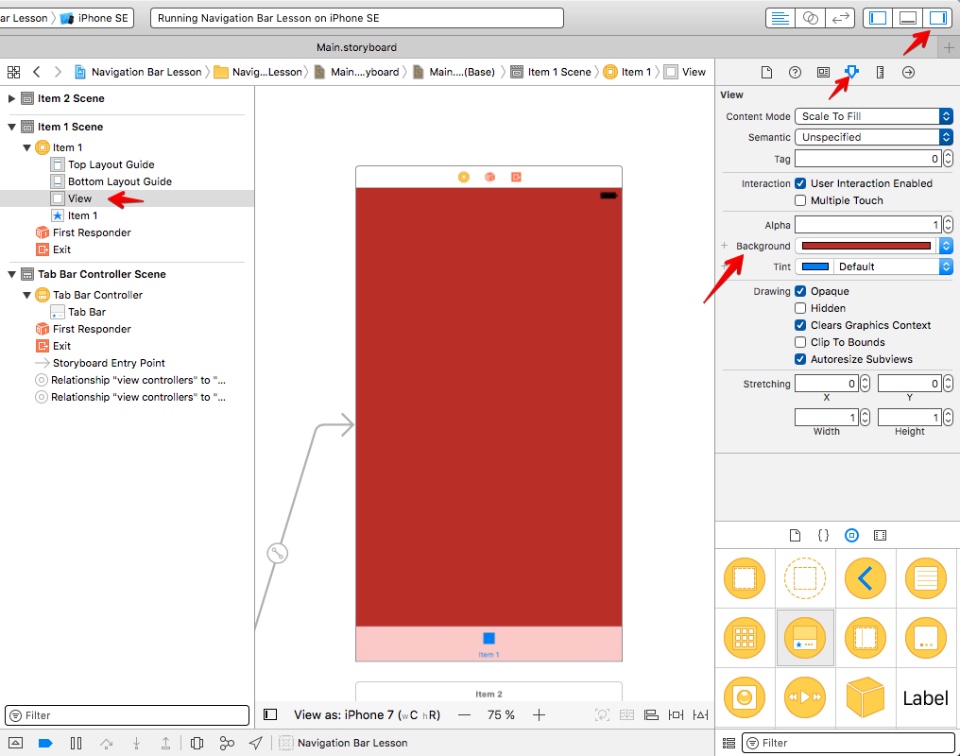 ar Lesson iPhone SE
Running Navigation Bar Lesson on iPhone SE
Main.storyboard
Navigation Bar Lesson
Navig...Lesson
Main....yboard
Main....(Base)
Item 1 Scene
Item 1
View
Item 2 Scene
Item 1 Scene
Item 1
Top Layout Guide
Bottom Layout Guide
View
Item 1
First Responder
Exit
Tab Bar Controller Scene
Tab Bar Controller
Tab Bar
First Responder
Exit
Storyboard Entry Point
Relationship "view controllers" to "...
Relationship "view controllers" to "...
Filter
Item 1
Item 2
View as: iPhone 7 (wC hR)
75 %
Navigation Bar Lesson
View
Content Mode Scale To Fill
Semantic Unspecified
Tag 0
Interaction User Interaction Enabled
Multiple Touch
Alpha 1
Background
Tint Default
Drawing Opaque
Hidden
Clears Graphics Context
Clip To Bounds
Autoresize Subviews
Stretching 0 0
X Y
1 1
Width Height
{ }
Label
Filter